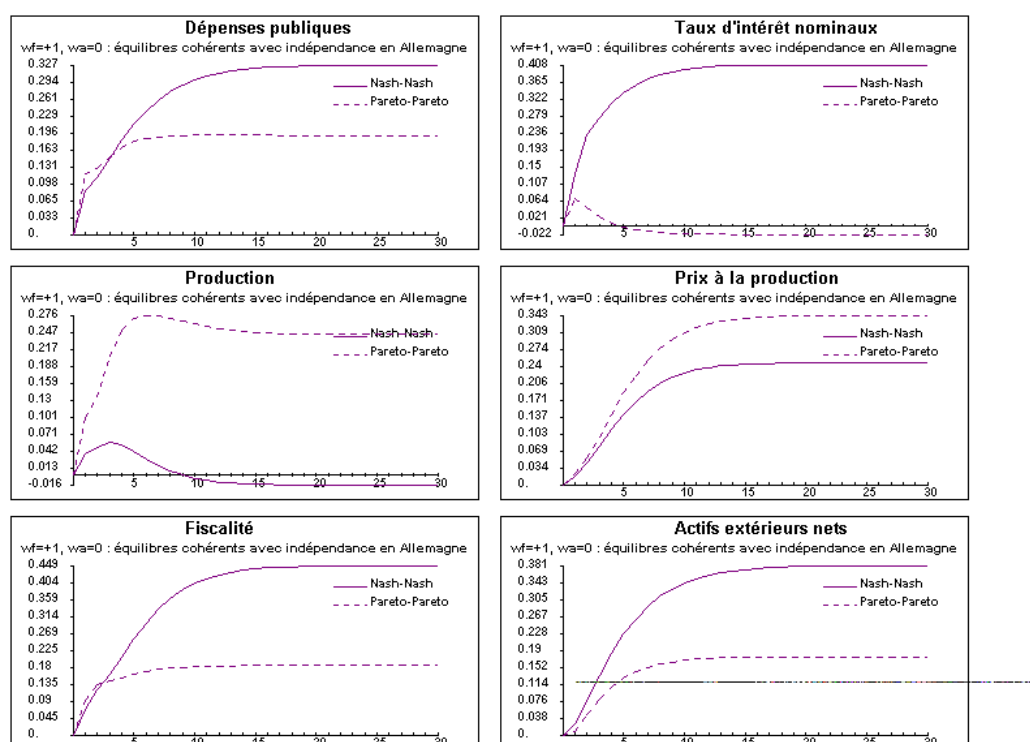 Dépenses publiques
wf=+1, wa=0 : équilibres cohérents avec indépendance en Allemagne
0.327
0.294
0.261
0.229
0.196
0.163
0.131
0.098
0.065
0.033
0.
Nash-Nash
Pareto-Pareto
5 10 15 20 25 30
Taux d'intérêt nominaux
wf=+1, wa=0 : équilibres cohérents avec indépendance en Allemagne
0.408
0.365
0.322
0.279
0.236
0.193
0.15
0.107
0.064
0.021
-0.022
Nash-Nash
Pareto-Pareto
5 10 15 20 25 30
Production
wf=+1, wa=0 : équilibres cohérents avec indépendance en Allemagne
0.276
0.247
0.217
0.188
0.159
0.13
0.101
0.071
0.042
0.013
-0.016
Nash-Nash
Pareto-Pareto
5 10 15 20 25 30
Prix à la production
wf=+1, wa=0 : équilibres cohérents avec indépendance en Allemagne
0.343
0.309
0.274
0.24
0.206
0.171
0.137
0.103
0.069
0.034
0.
Nash-Nash
Pareto-Pareto
5 10 15 20 25 30
Fiscalité
wf=+1, wa=0 : équilibres cohérents avec indépendance en Allemagne
0.449
0.404
0.359
0.314
0.269
0.225
0.18
0.135
0.09
0.045
0.
Nash-Nash
Pareto-Pareto
5 10 15 20 25 30
Actifs extérieurs nets
wf=+1, wa=0 : équilibres cohérents avec indépendance en Allemagne
0.381
0.343
0.305
0.267
0.228
0.19
0.152
0.114
0.076
0.038
0.
Nash-Nash
Pareto-Pareto
5 10 15 20 25 30